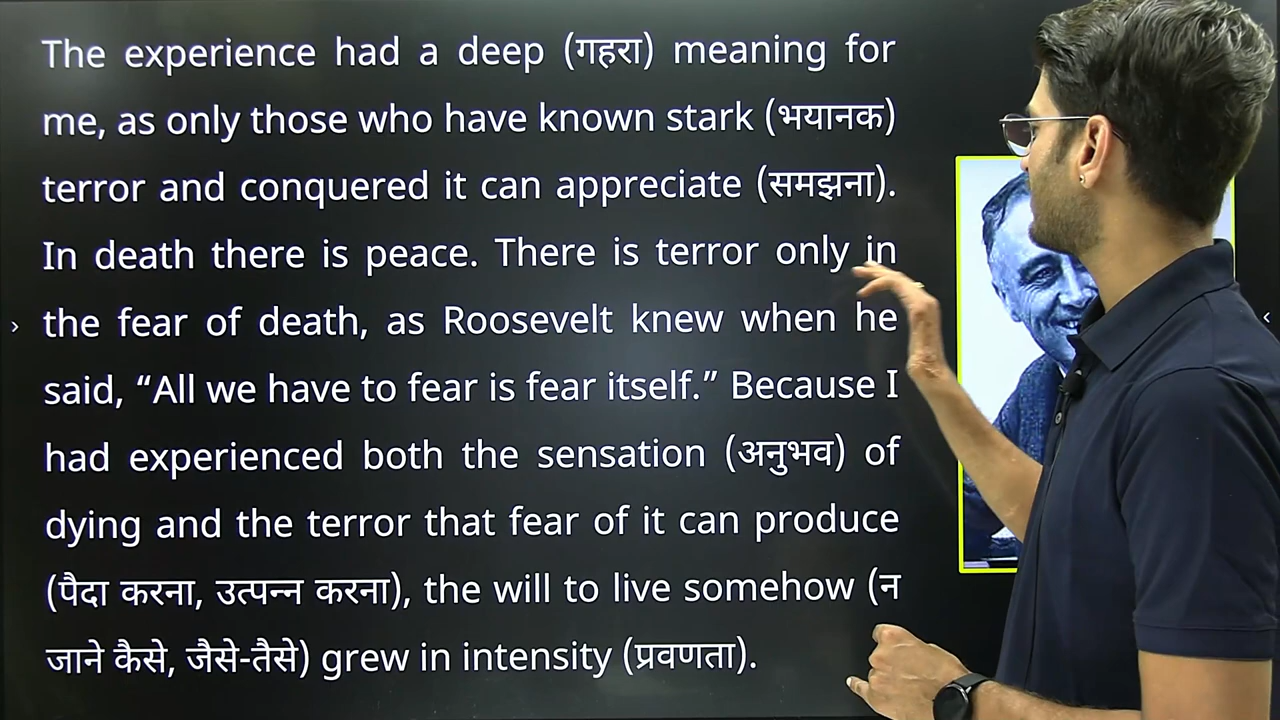 The experience had a deep (गहरा) meaning for
me, as only those who have known stark (भयानक)
terror and conquered it can appreciate (समझना).
In death there is peace. There is terror only in
the fear of death, as Roosevelt knew when he
said, “All we have to fear is fear itself.” Because I
had experienced both the sensation (अनुभव) of
dying and the terror that fear of it can produce
(पैदा करना, उत्पन्न करना), the will to live somehow (न
जाने कैसे, जैसे-तैसे) grew in intensity (प्रवणता).